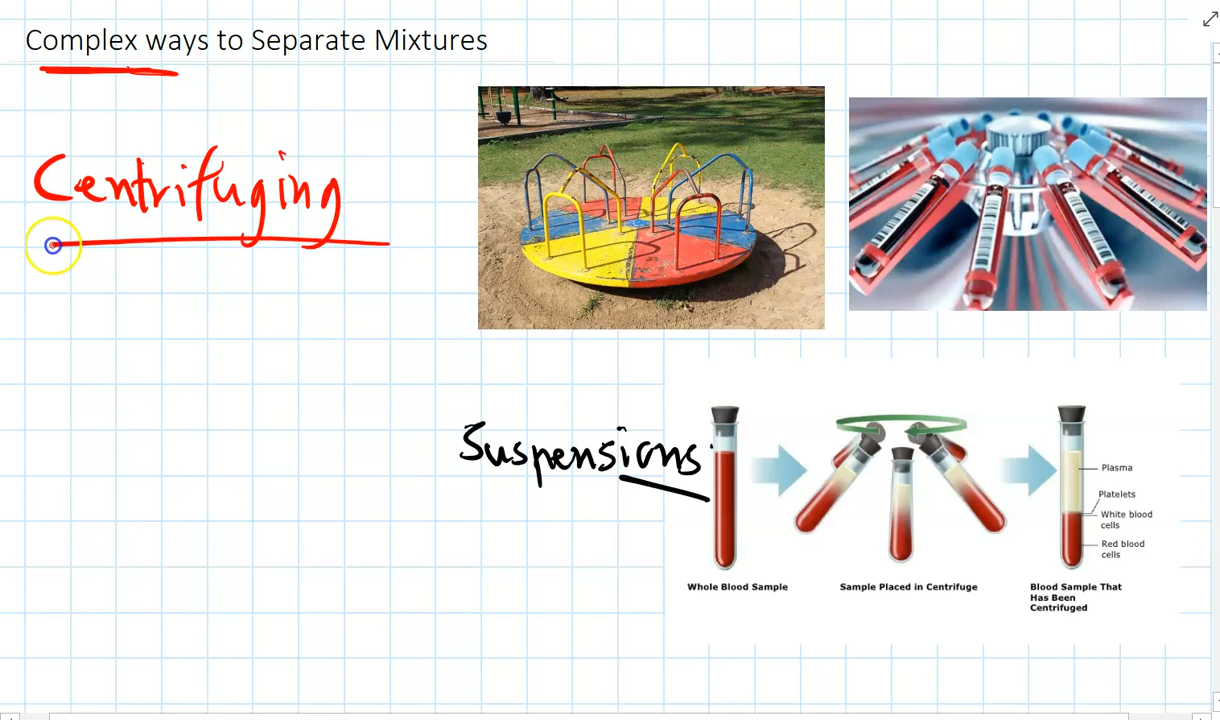 Complex ways to Separate Mixtures
Centrifuging
Suspensions
Plasma
Platelets
White blood
cells
Red blood
cells
Whole Blood Sample
Sample Placed in Centrifuge
Blood Sample That
Has Been
Centrifuged